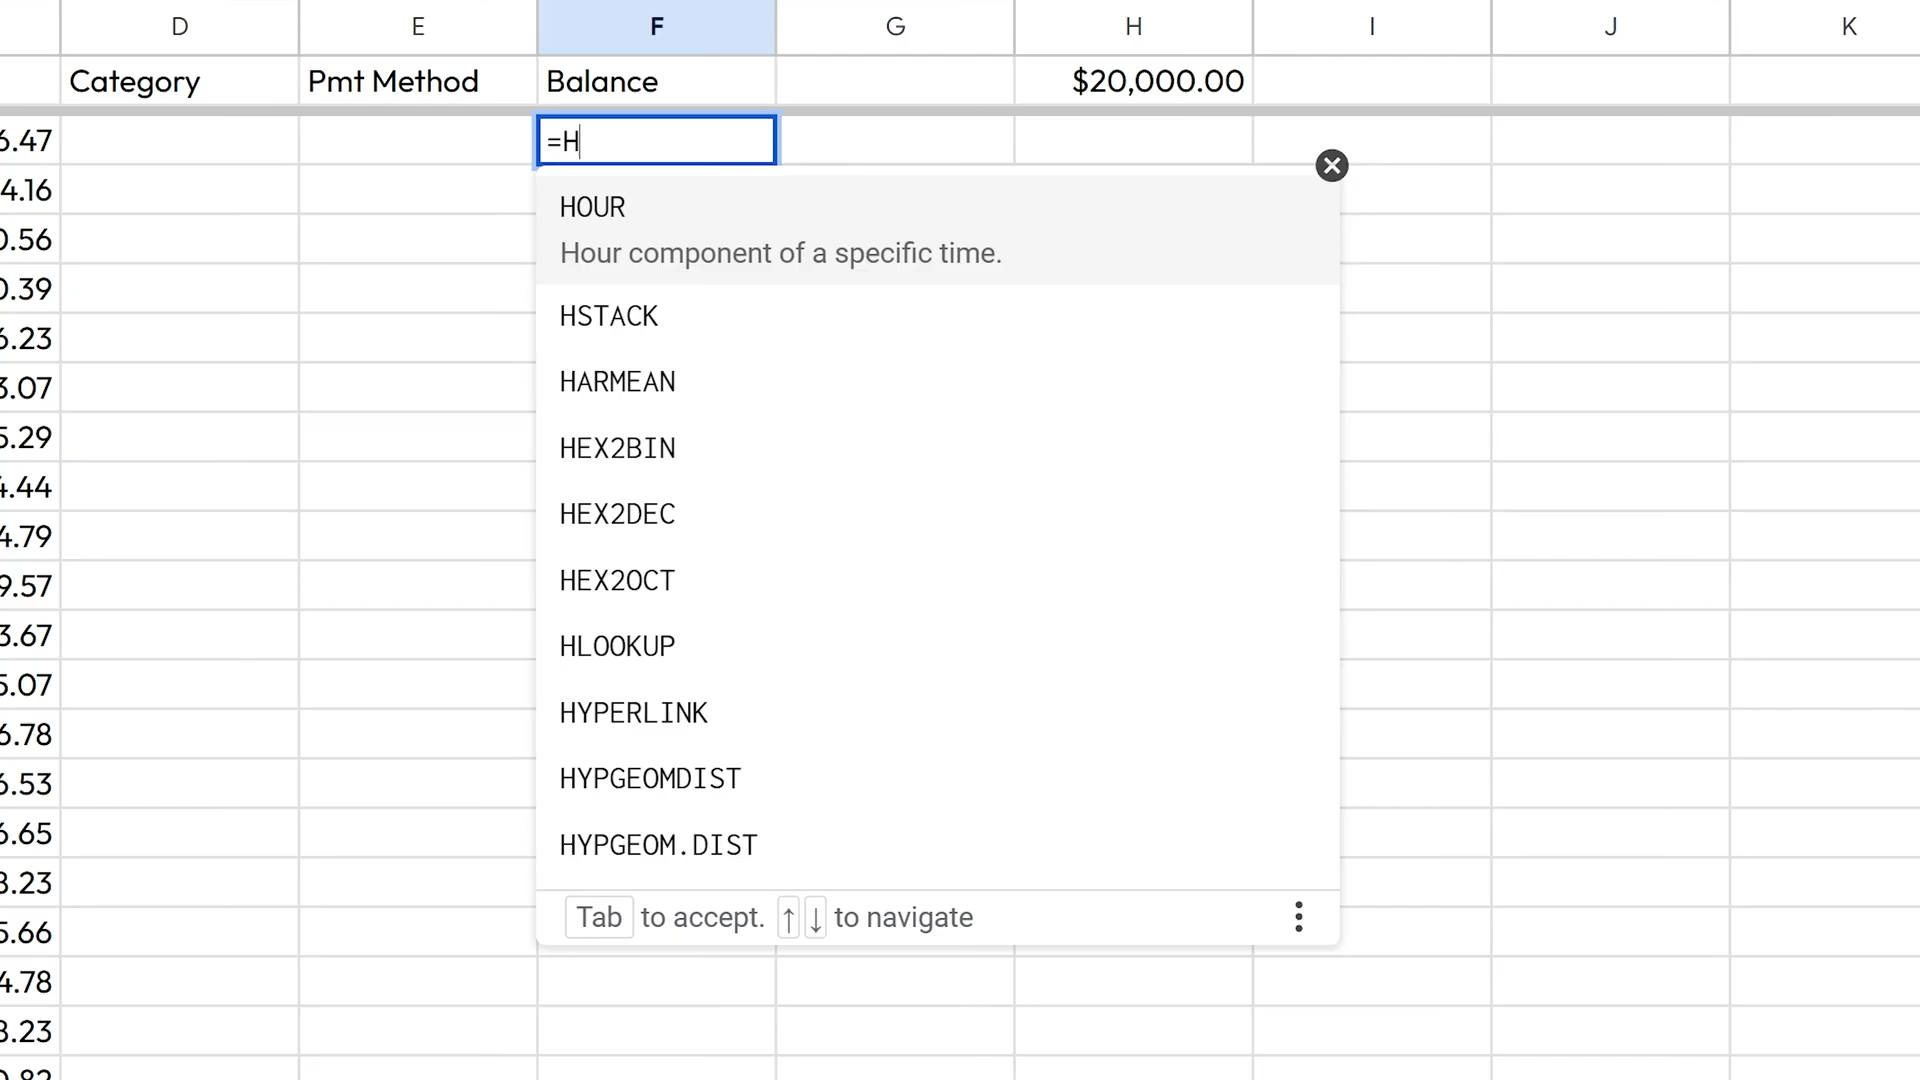 D E F G H I J K
Category Pmt Method Balance $20,000.00
6.47 =H
4.16
0.56
0.39
6.23
3.07
5.29
4.44
4.79
9.57
3.67
5.07
6.78
6.53
6.65
3.23
5.66
4.78
3.23
HOUR
Hour component of a specific time.
HSTACK
HARMEAN
HEX2BIN
HEX2DEC
HEX2OCT
HLOOKUP
HYPERLINK
HYPGEOMDIST
HYPGEOM.DIST
Tab to accept. ↑ ↓ to navigate